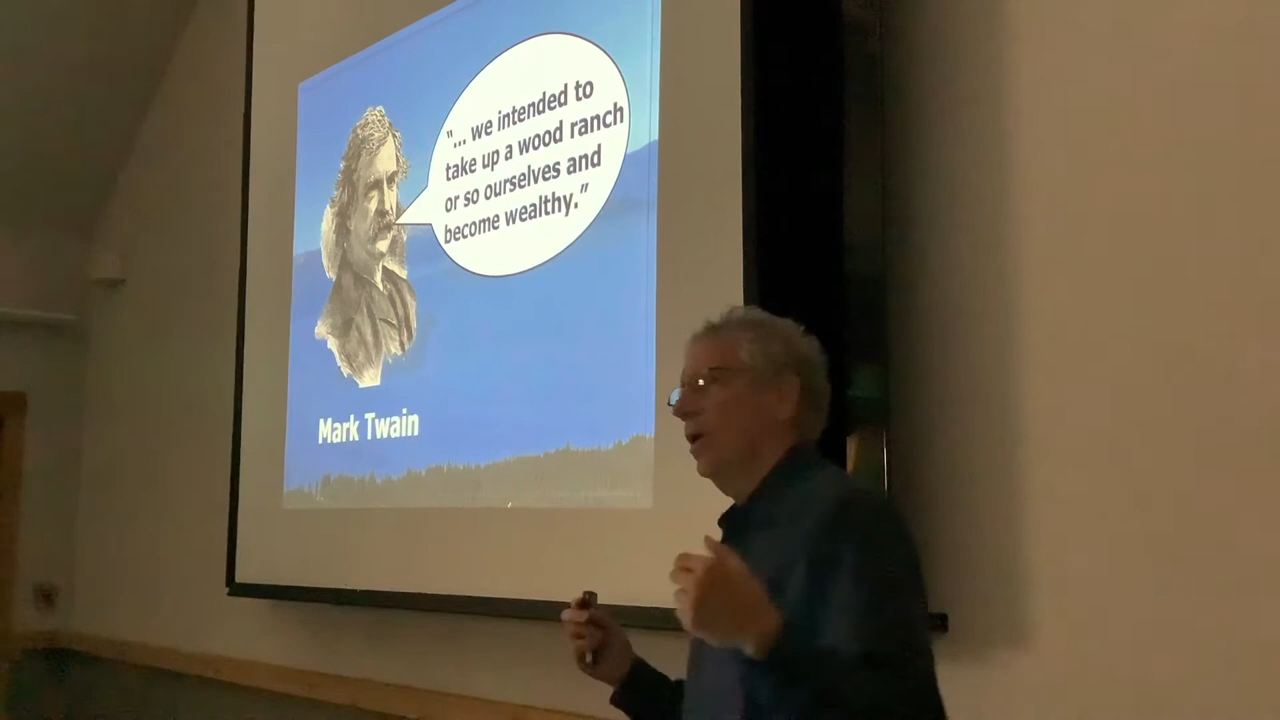 “... we intended to
take up a wood ranch
or so ourselves and
become wealthy.”
Mark Twain